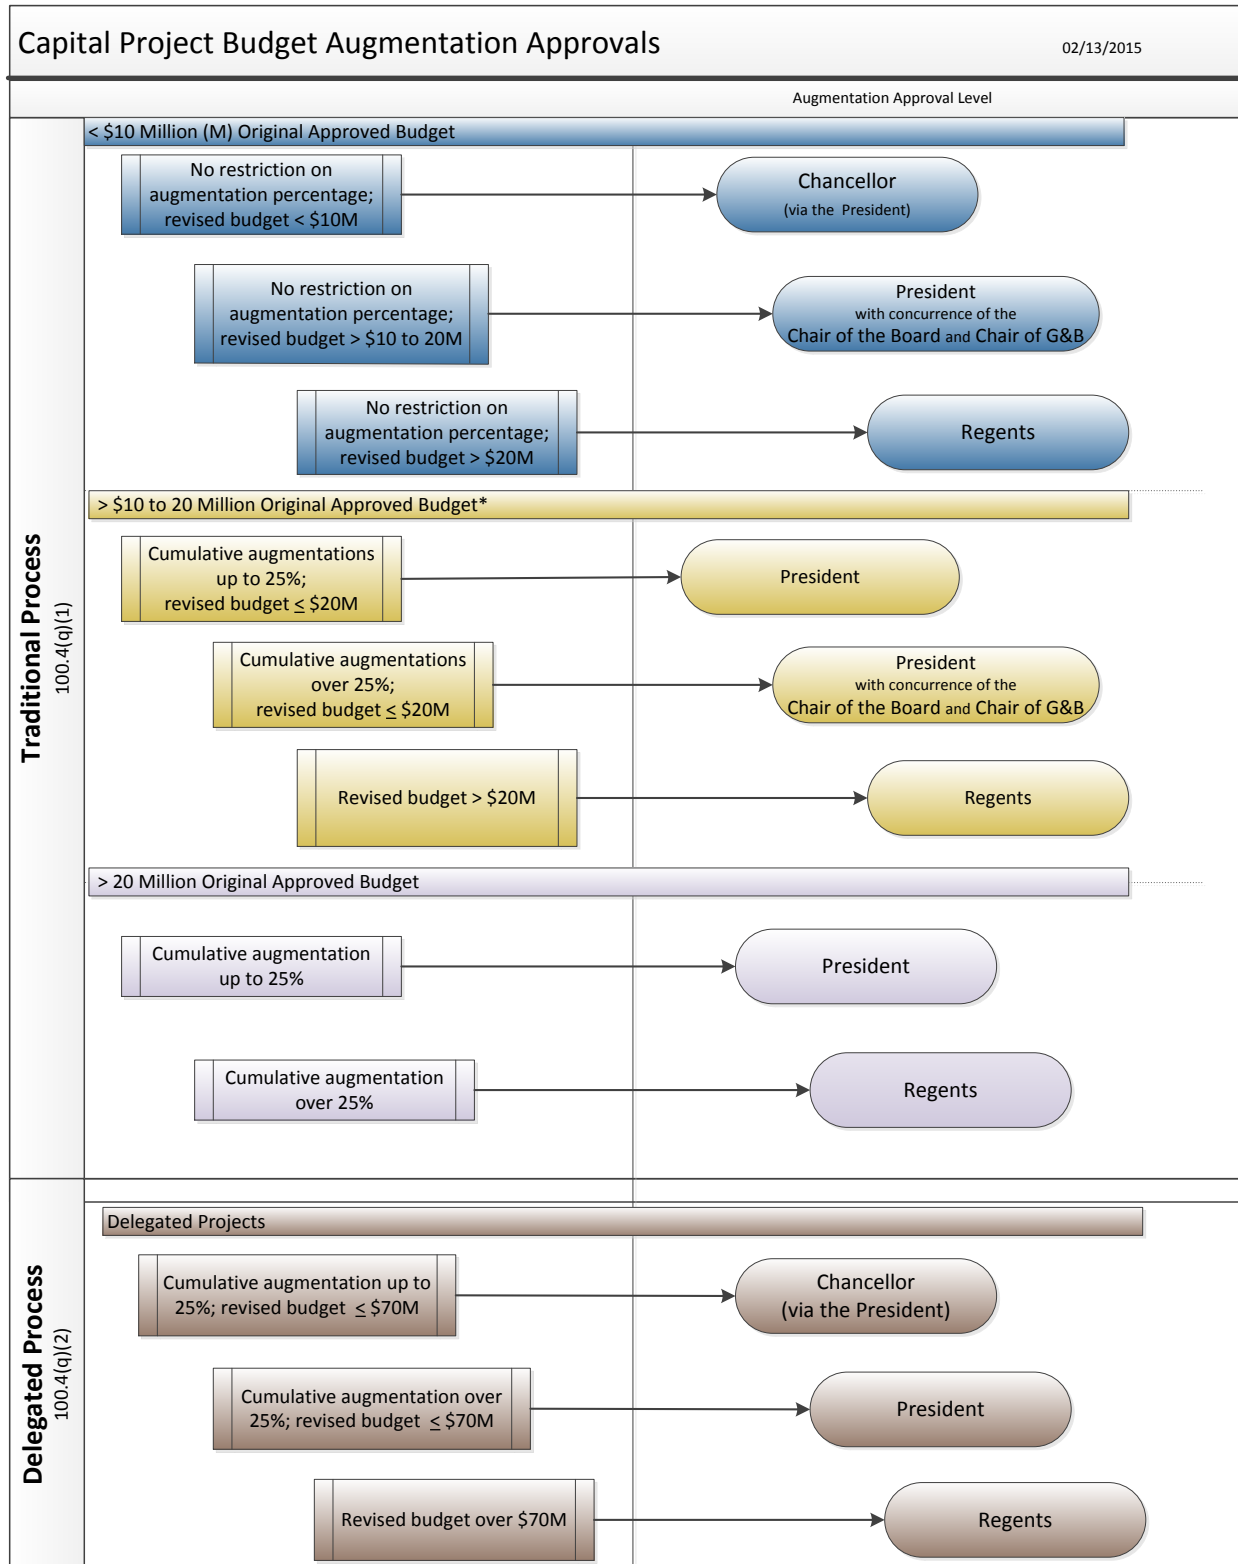 Capital Project Budget Augmentation Approvals
02/13/2015
Augmentation Approval Level
Traditional Process
100.4(q)(1)
< $10 Million (M) Original Approved Budget
No restriction on
augmentation percentage;
revised budget < $10M
Chancellor
(via the President)
No restriction on
augmentation percentage;
revised budget > $10 to 20M
President
with concurrence of the
Chair of the Board and Chair of G&B
No restriction on
augmentation percentage;
revised budget > $20M
Regents
> $10 to 20 Million Original Approved Budget*
Cumulative augmentations
up to 25%;
revised budget ≤ $20M
President
Cumulative augmentations
over 25%;
revised budget ≤ $20M
President
with concurrence of the
Chair of the Board and Chair of G&B
Revised budget > $20M
Regents
> 20 Million Original Approved Budget
Cumulative augmentation
up to 25%
President
Cumulative augmentation
over 25%
Regents
Delegated Process
100.4(q)(2)
Delegated Projects
Cumulative augmentation up to
25%; revised budget ≤ $70M
Chancellor
(via the President)
Cumulative augmentation over
25%; revised budget ≤ $70M
President
Revised budget over $70M
Regents